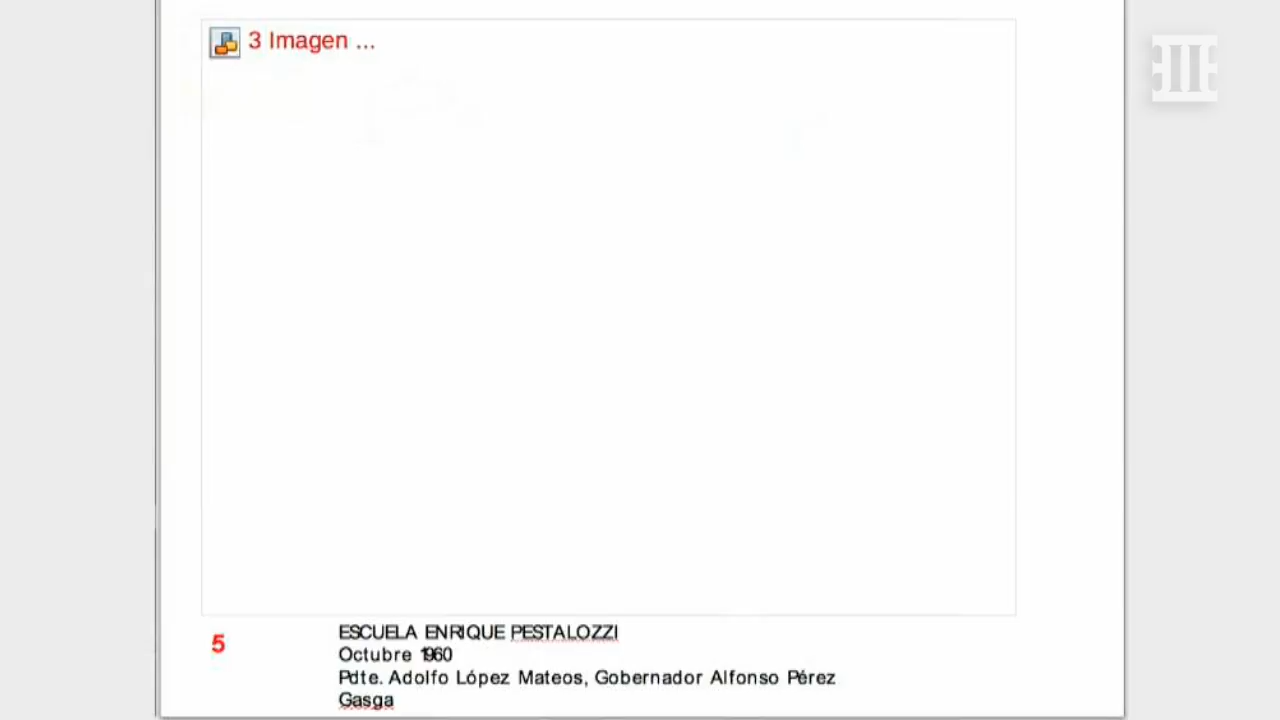 3 Imagen ...
5
ESCUELA ENRIQUE PESTALOZZI
Octubre 1960
Pdte. Adolfo López Mateos, Gobernador Alfonso Pérez
Gasga